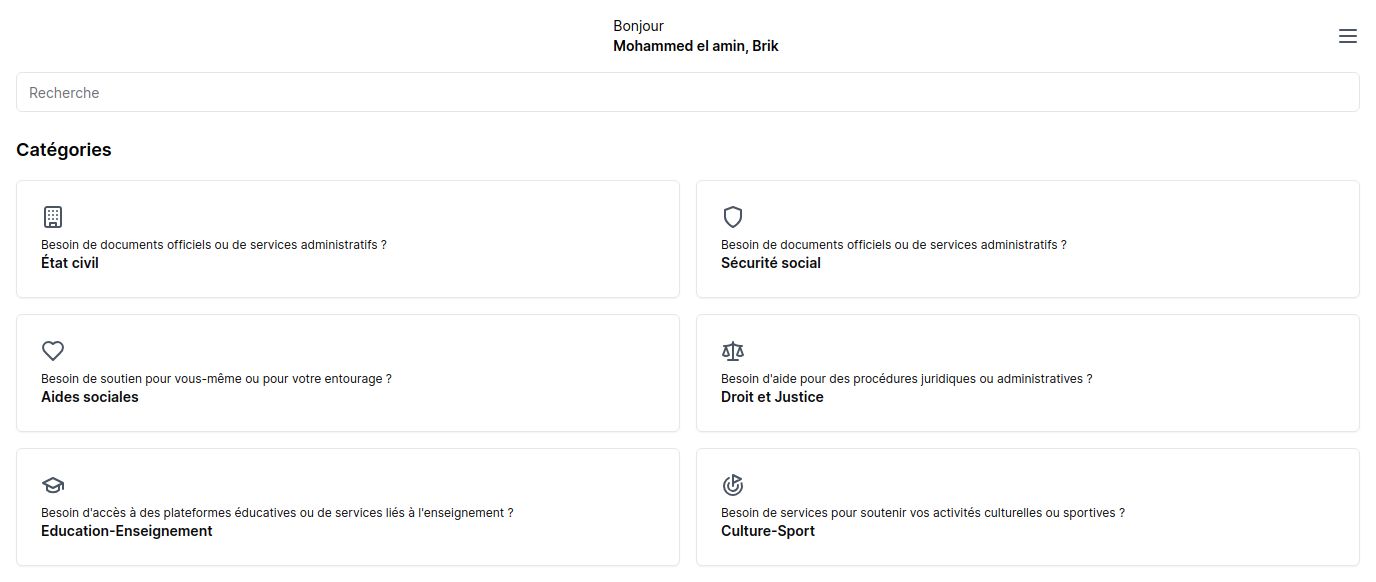 Bonjour
Mohammed el amin, Brik
Recherche
Catégories
Besoin de documents officiels ou de services administratifs ?
État civil
Besoin de documents officiels ou de services administratifs ?
Sécurité social
Besoin de soutien pour vous-même ou pour votre entourage ?
Aides sociales
Besoin d'aide pour des procédures juridiques ou administratives ?
Droit et Justice
Besoin d'accès à des plateformes éducatives ou de services liés à l'enseignement ?
Education-Enseignement
Besoin de services pour soutenir vos activités culturelles ou sportives ?
Culture-Sport